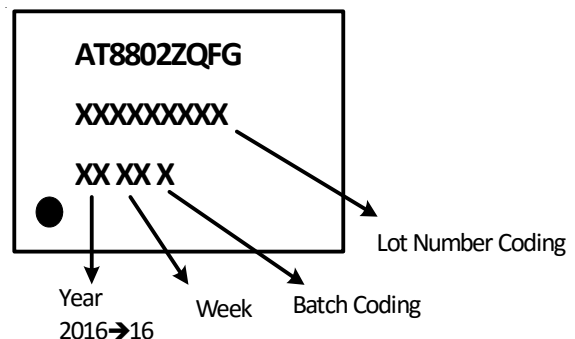 AT8802ZQFG
XXXXXXXXX
XX XX X
Lot Number Coding
Year
Week
Batch Coding
2016➔16